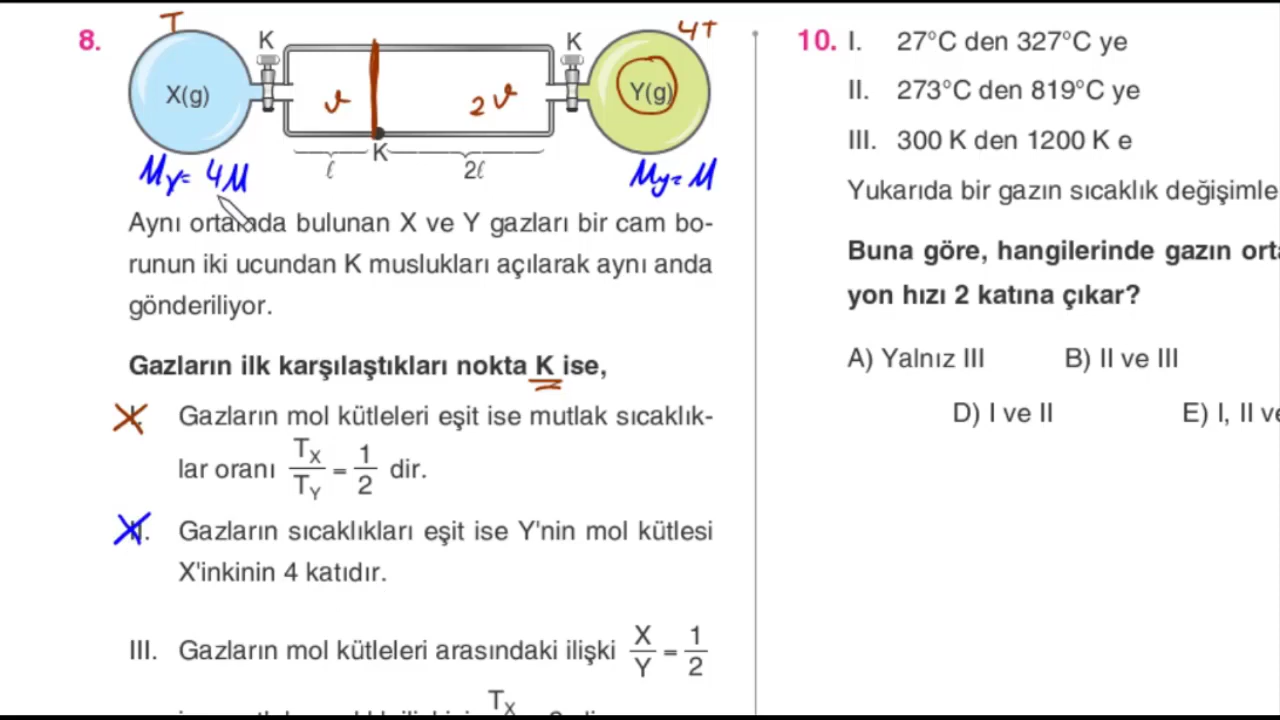 8.
T
4T
K
K
X(g)
Y(g)
ϑ
2ϑ
K
ℓ
2ℓ
My= 4M
My= M
Aynı ortamda bulunan X ve Y gazları bir cam bo-
runun iki ucundan K muslukları açılarak aynı anda
gönderiliyor.
Gazların ilk karşılaştıkları nokta K ise,
Gazların mol kütleleri eşit ise mutlak sıcaklık-
lar oranı TX/TY = 1/2 dir.
II. Gazların sıcaklıkları eşit ise Y'nin mol kütlesi
X'inkinin 4 katıdır.
III. Gazların mol kütleleri arasındaki ilişki X/Y = 1/2
TX
10. I. 27°C den 327°C ye
II. 273°C den 819°C ye
III. 300 K den 1200 K e
Yukarıda bir gazın sıcaklık değişimle
Buna göre, hangilerinde gazın ort
yon hızı 2 katına çıkar?
A) Yalnız III B) II ve III
D) I ve II E) I, II v